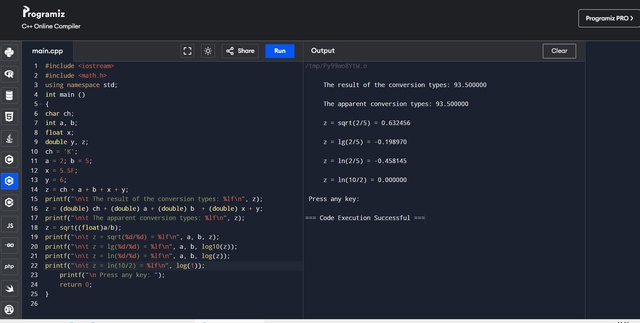 Programiz
C++ Online Compiler
Programiz PRO >
main.cpp
Share
Run
Output
Clear
1 #include <iostream>
2 #include <math.h>
3 using namespace std;
4 int main ()
5 {
6 char ch;
7 int a, b;
8 float x;
9 double y, z;
10 ch = 'K';
11 a = 2; b = 5;
12 x = 5.5F;
13 y = 6;
14 z = ch + a + b + x + y;
15 printf("\n\t The result of the conversion types: %lf\n", z);
16 z = (double) ch + (double) a + (double) b + (double) x + y;
17 printf("\n\t The apparent conversion types: %lf\n", z);
18 z = sqrt((float)a/b);
19 printf("\n\t z = sqrt(%d/%d) = %lf\n", a, b, z);
20 printf("\n\t z = lg(%d/%d) = %lf\n", a, b, log10(z));
21 printf("\n\t z = ln(%d/%d) = %lf\n", a, b, log(z));
22 printf("\n\t z = ln(10/2) = %lf\n", log(1));
23 printf("\n Press any key: ");
24 return 0;
25 }
26
The result of the conversion types: 93.500000
The apparent conversion types: 93.500000
z = sqrt(2/5) = 0.632456
z = lg(2/5) = -0.198970
z = ln(2/5) = -0.458145
z = ln(10/2) = 0.000000
Press any key:
=== Code Execution Successful ===
JS
php